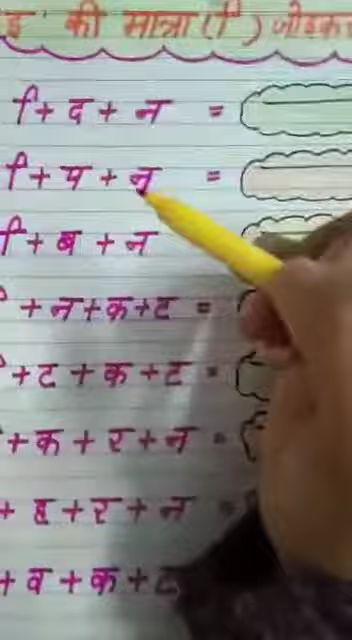 इ' की मात्रा (ि) जोड़कर
ि + द + न =
ि + प + न =
ि + ब + न
+ न + क + ट =
+ ट + क + ट =
+ क + र + न =
+ ह + र + न =
+ व + क + ट